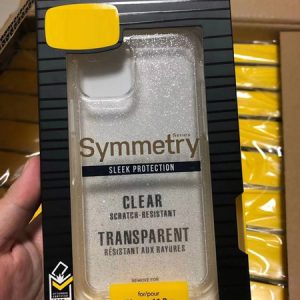 Symmetry
Series
SLEEK PROTECTION
CLEAR
SCRATCH-RESISTANT
TRANSPARENT
RÉSISTANT AUX RAYURES
for/pour